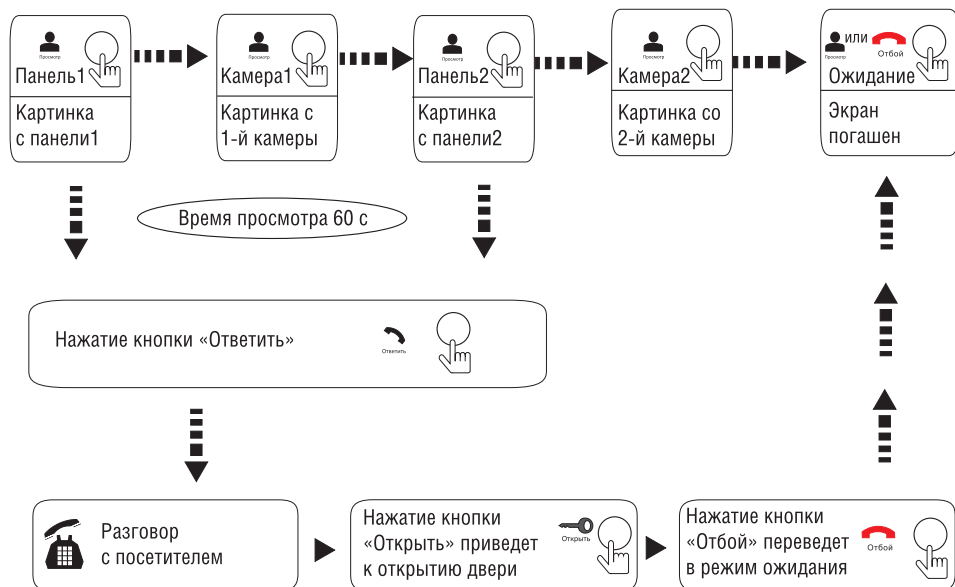 Просмотр
Панель1
Картинка
с панели1
Просмотр
Камера1
Картинка с
1-й камеры
Просмотр
Панель2
Картинка
с панели2
Просмотр
Камера2
Картинка со
2-й камеры
или
Просмотр
Отбой
Ожидание
Экран
погашен
Время просмотра 60 с
Нажатие кнопки «Ответить»
Ответить
Разговор
с посетителем
Нажатие кнопки
«Открыть» приведет
к открытию двери
Открыть
Нажатие кнопки
«Отбой» переведет
в режим ожидания
Отбой